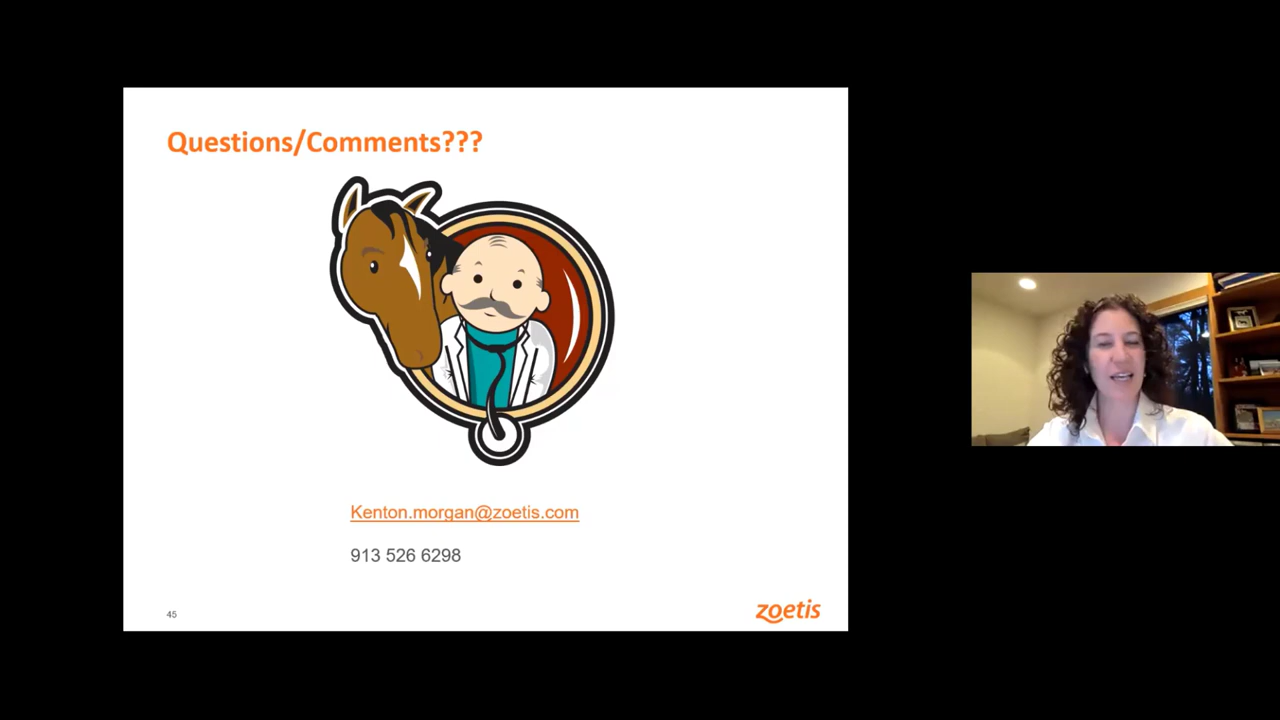 Questions/Comments???
Kenton.morgan@zoetis.com
913 526 6298
45
zoetis